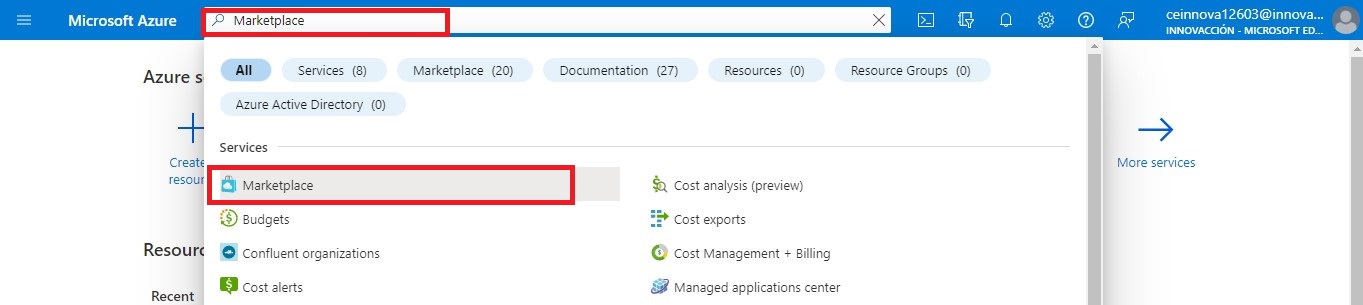 Microsoft Azure
Marketplace
ceinnova12603@innova...
INNOVACCIÓN - MICROSOFT ED...
Azure s
All
Services (8)
Marketplace (20)
Documentation (27)
Resources (0)
Resource Groups (0)
Azure Active Directory (0)
Create
resour
More services
Services
Marketplace
Cost analysis (preview)
Budgets
Cost exports
Confluent organizations
Cost Management + Billing
Cost alerts
Managed applications center
Resour
Recent